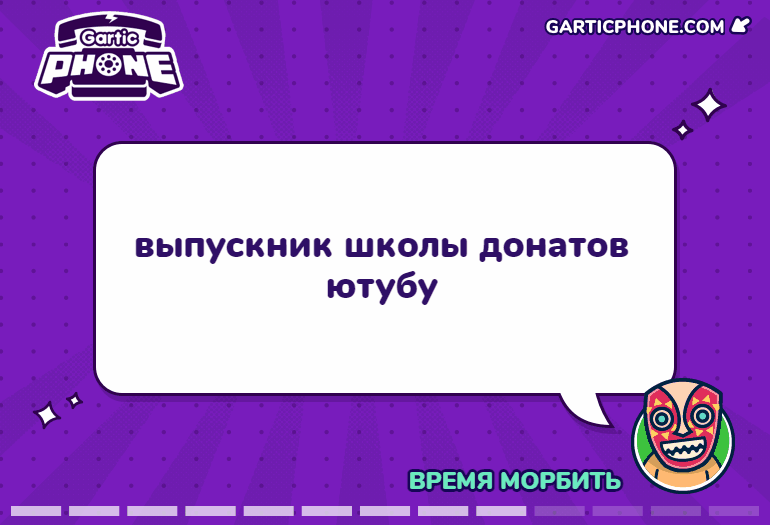 Gartic
PHONE
GARTICPHONE.COM
выпускник школы донатов
ютубу
ВРЕМЯ МОРБИТЬ